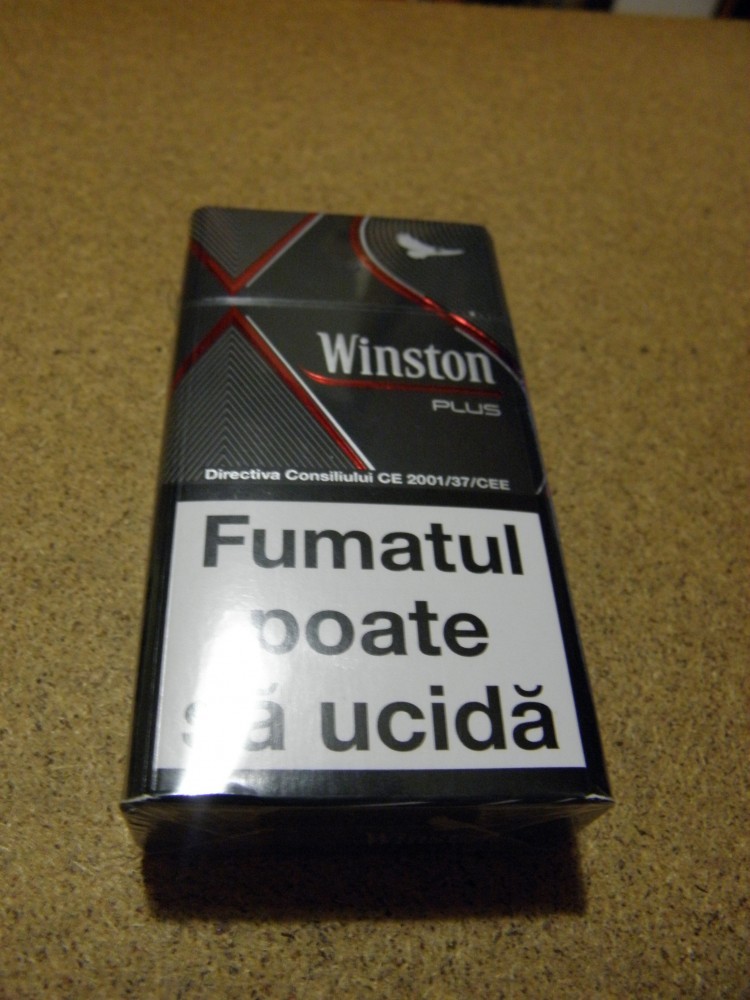 Winston
PLUS
Directiva Consiliului CE 2001/37/CEE
Fumatul
poate
să ucidă